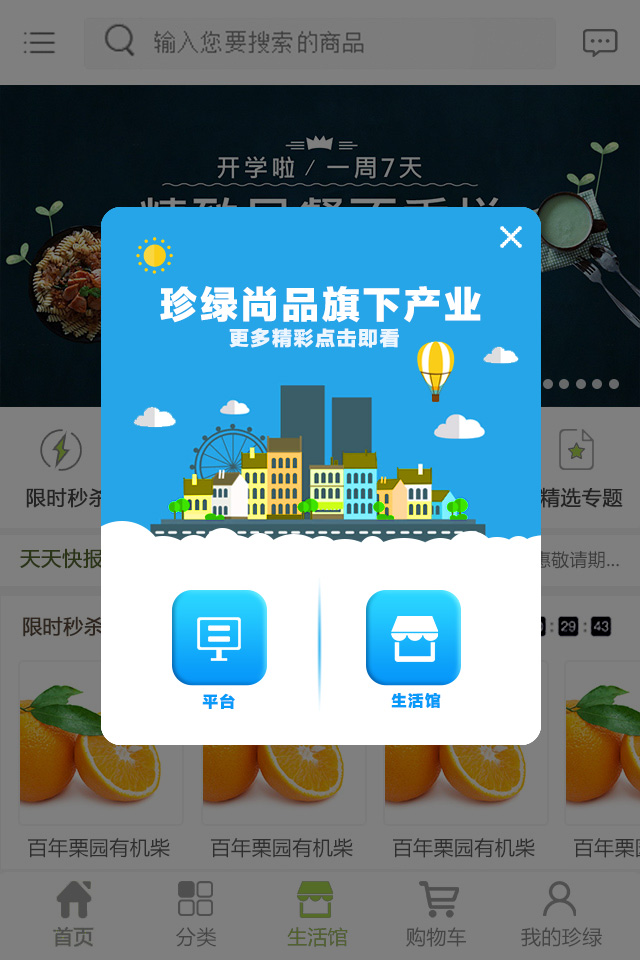 输入您要搜索的商品
开学啦 / 一周7天
珍绿尚品旗下产业
更多精彩点击即看
限时秒杀
精选专题
天天快报
惠敬请期...
限时秒杀
: 29 : 43
平台
生活馆
百年栗园有机柴
百年栗园有机柴
百年栗园有机柴
百年栗
首页
分类
生活馆
购物车
我的珍绿